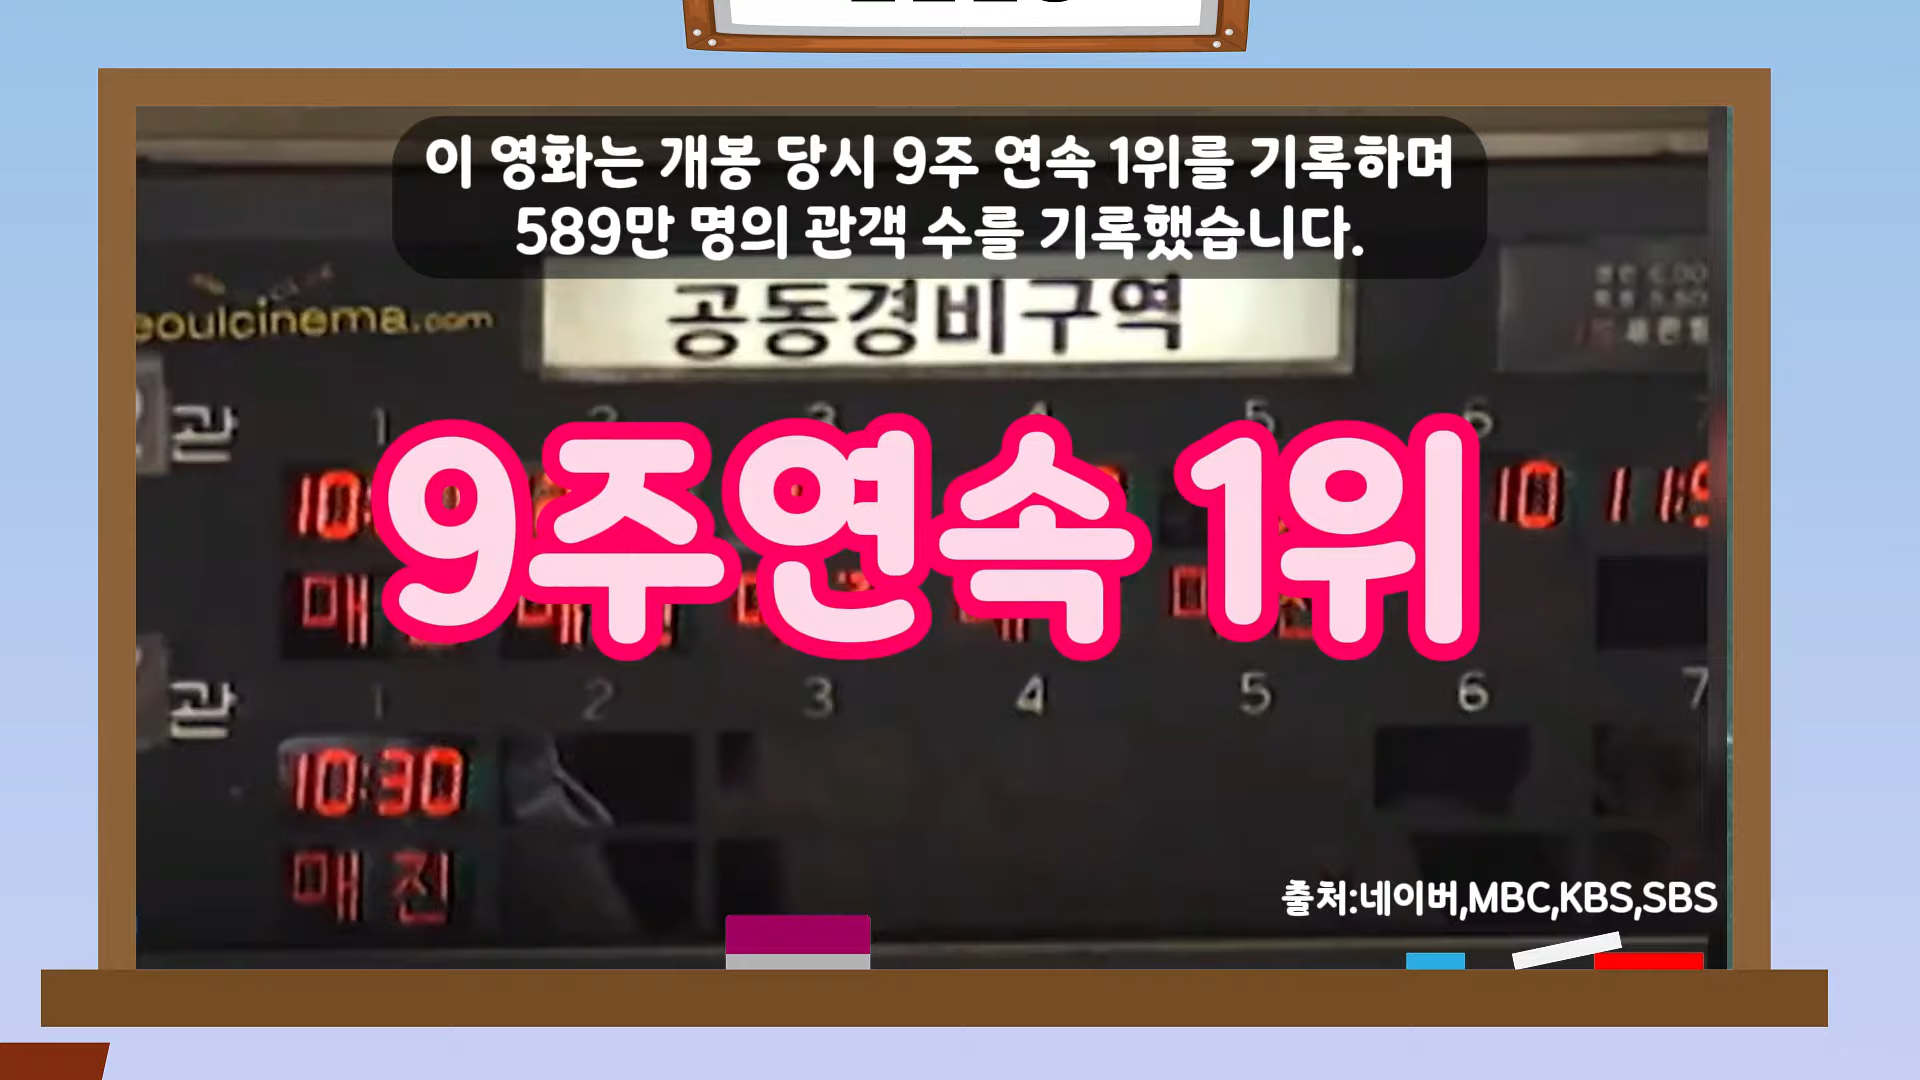 이 영화는 개봉 당시 9주 연속 1위를 기록하며
589만 명의 관객 수를 기록했습니다.
eoulcinema.com
공동경비구역
관 1 2 3 4 5 6
9주연속 1위
10 11:9
관 1 2 3 4 5 6 7
10:30
매 진
출처:네이버,MBC,KBS,SBS